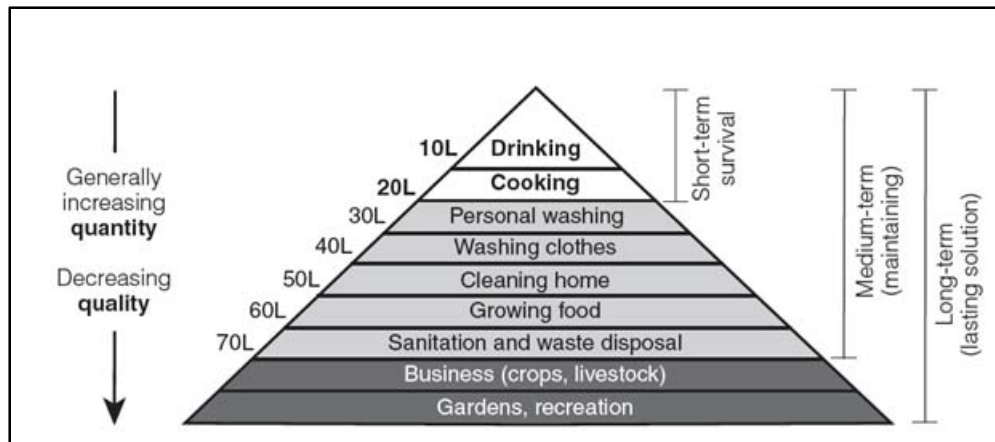 Generally
increasing
quantity
Decreasing
quality
10L
Drinking
20L
Cooking
30L
Personal washing
40L
Washing clothes
50L
Cleaning home
60L
Growing food
70L
Sanitation and waste disposal
Business (crops, livestock)
Gardens, recreation
Short-term
survival
Medium-term
(maintaining)
Long-term
(lasting solution)